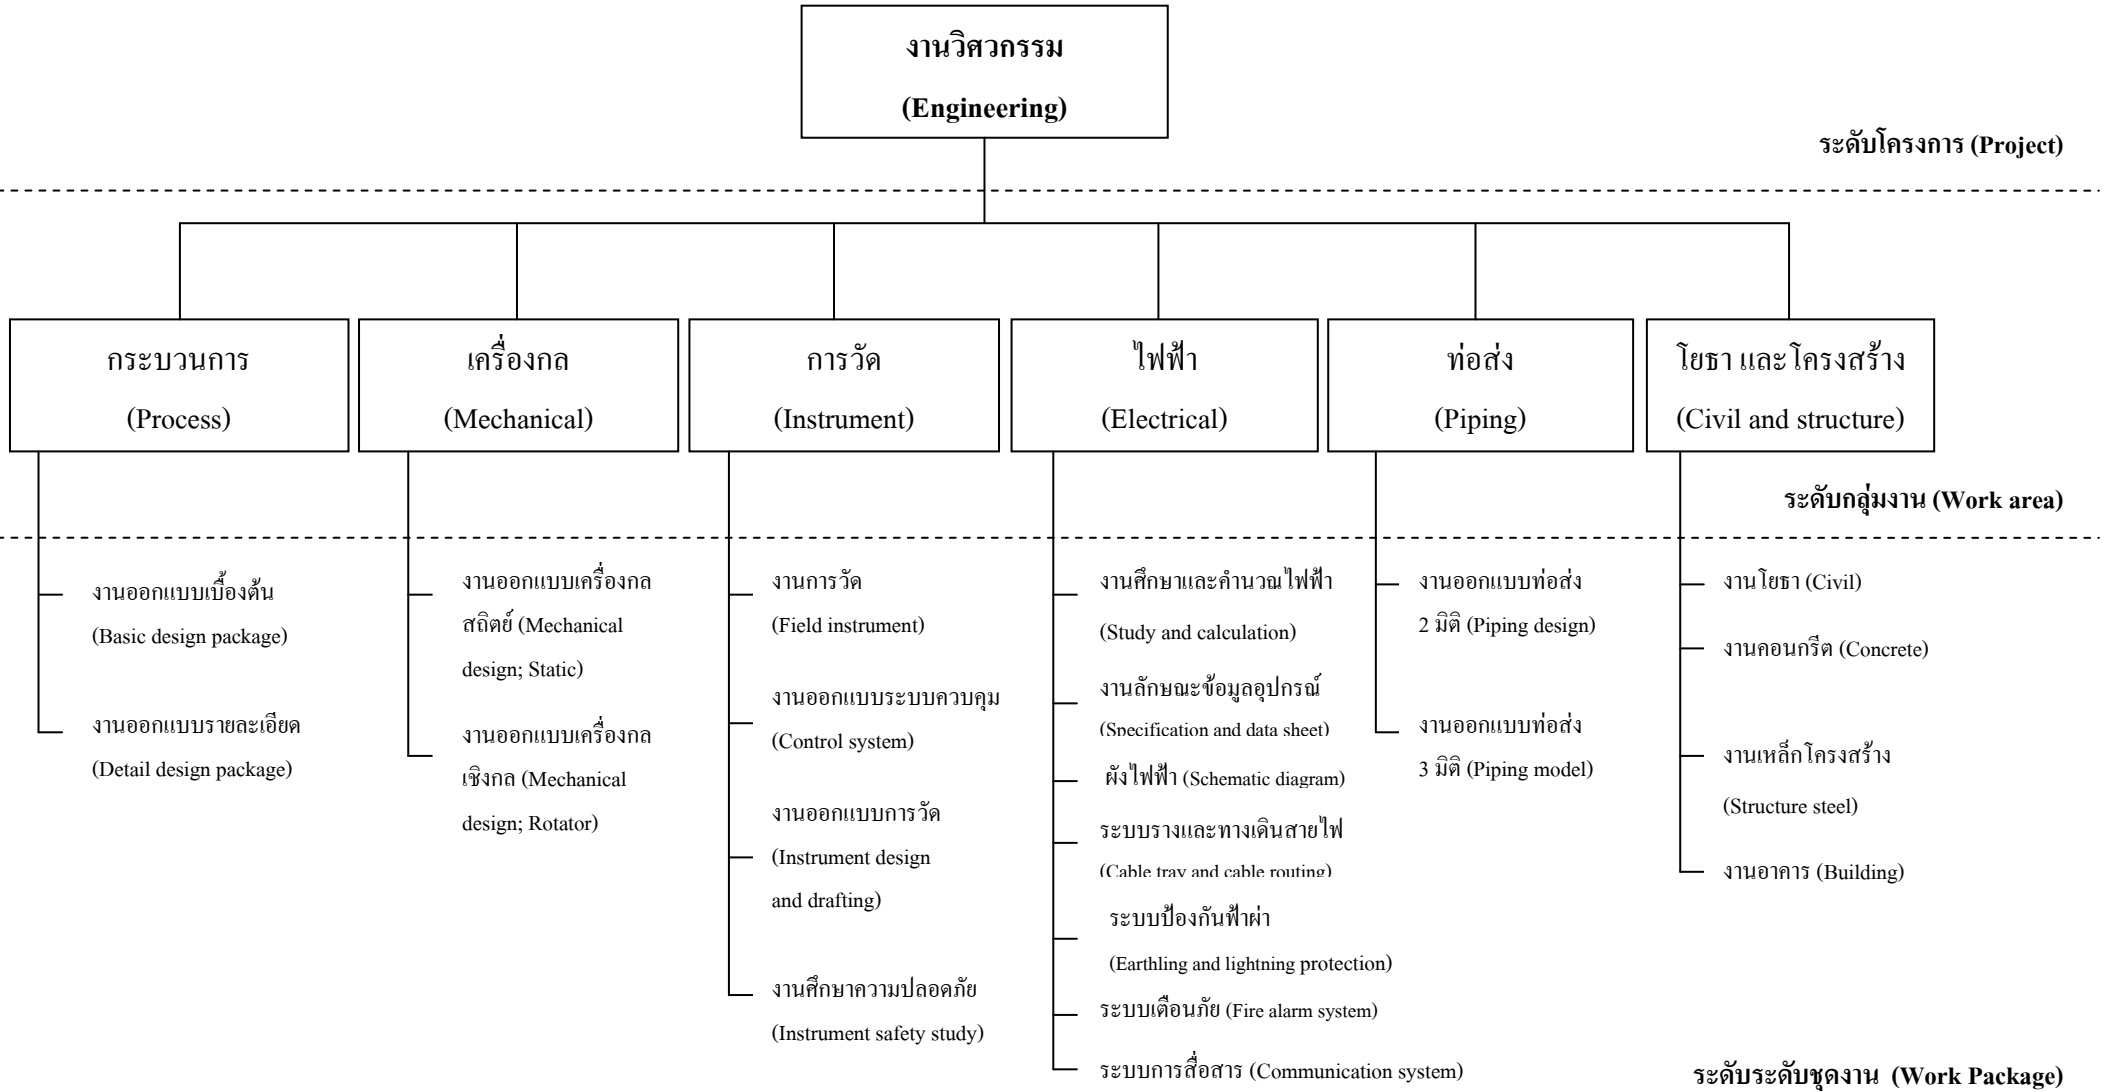 งานวิศวกรรม
(Engineering)
ระดับโครงการ (Project)
กระบวนการ
(Process)
เครื่องกล
(Mechanical)
การวัด
(Instrument)
ไฟฟ้า
(Electrical)
ท่อส่ง
(Piping)
โยธา และโครงสร้าง
(Civil and structure)
ระดับกลุ่มงาน (Work area)
งานออกแบบเบื้องต้น
(Basic design package)
งานออกแบบรายละเอียด
(Detail design package)
งานออกแบบเครื่องกล
สถิตย์ (Mechanical
design; Static)
งานออกแบบเครื่องกล
เชิงกล (Mechanical
design; Rotator)
งานการวัด
(Field instrument)
งานออกแบบระบบควบคุม
(Control system)
งานออกแบบการวัด
(Instrument design
and drafting)
งานศึกษาความปลอดภัย
(Instrument safety study)
งานศึกษาและคำนวณไฟฟ้า
(Study and calculation)
งานลักษณะข้อมูลอุปกรณ์
(Specification and data sheet)
ผังไฟฟ้า (Schematic diagram)
ระบบรางและทางเดินสายไฟ
(Cable tray and cable routing)
ระบบป้องกันฟ้าผ่า
(Earthling and lightning protection)
ระบบเตือนภัย (Fire alarm system)
ระบบการสื่อสาร (Communication system)
งานออกแบบท่อส่ง
2 มิติ (Piping design)
งานออกแบบท่อส่ง
3 มิติ (Piping model)
งานโยธา (Civil)
งานคอนกรีต (Concrete)
งานเหล็กโครงสร้าง
(Structure steel)
งานอาคาร (Building)
ระดับระดับชุดงาน (Work Package)